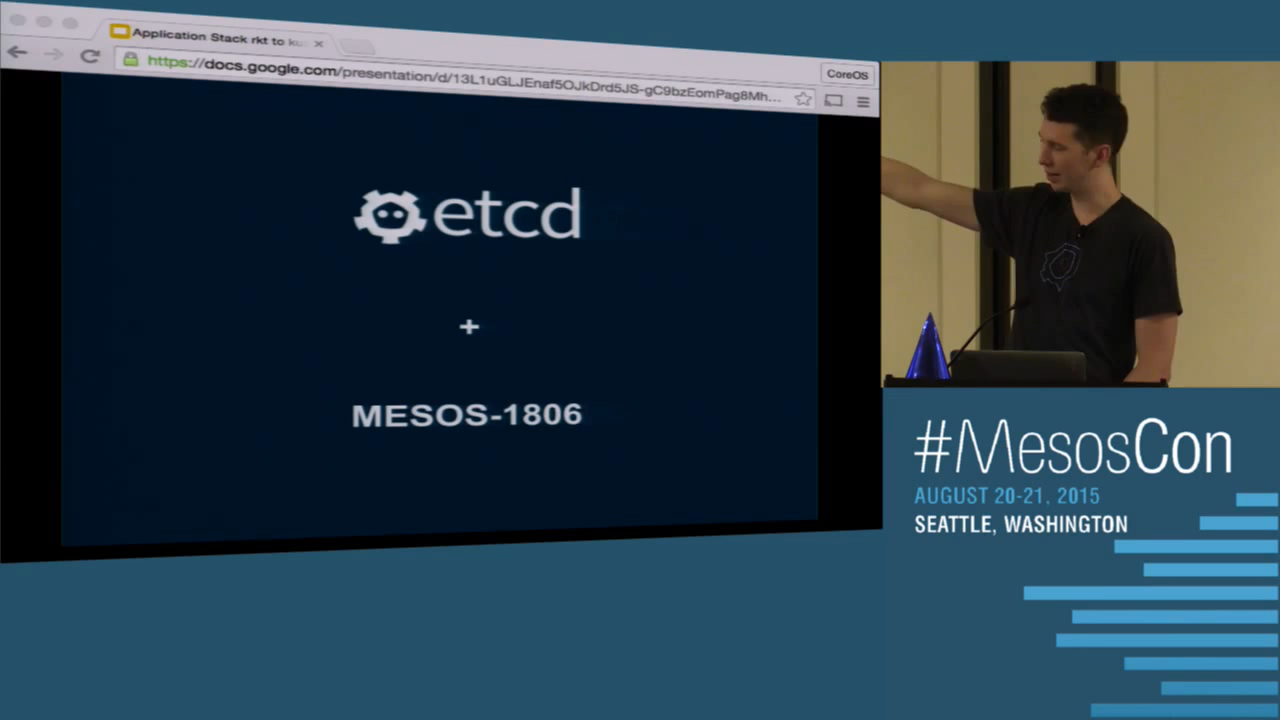 Application Stack rkt to ku
https://docs.google.com/presentation/d/13L1uGLJEnaf5OJkDrd5JS-gC9bzEomPag8Mh...
CoreOS
etcd
+
MESOS-1806
#MesosCon
AUGUST 20-21, 2015
SEATTLE, WASHINGTON